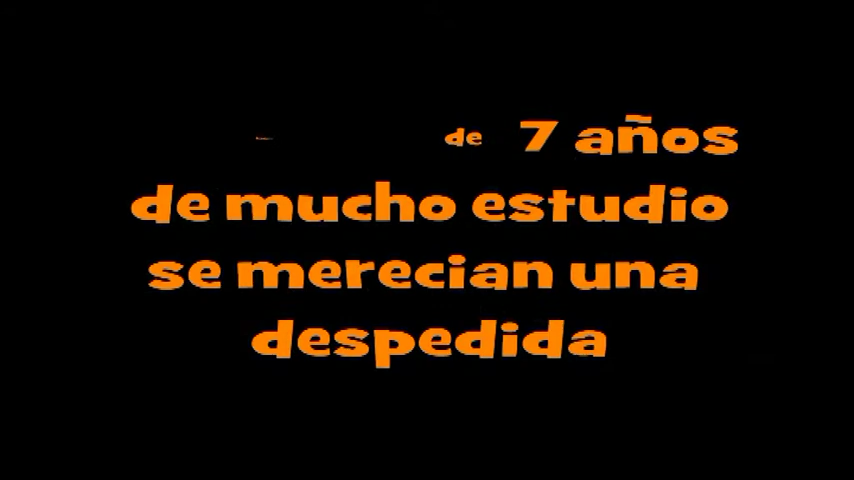 de 7 años
de mucho estudio
se merecian una
despedida